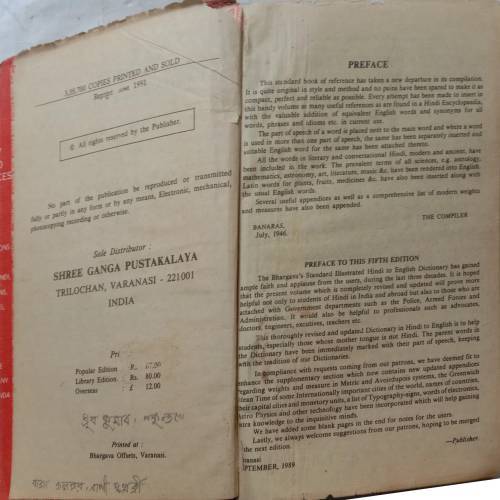 3,35,700 COPIES PRINTED AND SOLD
Reprint 1992
© All rights reserved by the Publisher.
No part of the publication be reproduced or transmitted
fully or partly in any form or by any means, Electronic, mechanical,
photocopying recording or otherwise.
Sole Distributor :
SHREE GANGA PUSTAKALAYA
TRILOCHAN, VARANASI - 221001
INDIA
Popular Edition : R.
Library Edition : Rs. 80.00
Overseas : £ 12.00
Printed at :
Bhargava Offsets, Varanasi.
PREFACE
This standard book of reference has taken a new departure in its compilation.
It is quite original in style and method and no pains have been spared to make it as
compact, perfect and reliable as possible. Every attempt has been made to insert in
this handy volume as many useful references as are found in a Hindi Encyclopaedia,
with the valuable addition of equivalent English words and synonyms for all
words, phrases and idioms etc. in current use.
The part of speech of a word is placed next to the main word and where a word
is used in more than one part of speech, the same has been separately inserted and
suitable English word for the same has been attached thereto.
All the words in literary and conversational Hindi, modern and ancient, have
been included in the work. The prevalent terms of all sciences, e.g. astrology,
mathematics, astronomy, art, literature, music &c. have been rendered into English.
Latin words for plants, fruits, medicines &c. have also been inserted along with
the usual English words.
Several useful appendices as well as a comprehensive list of modern weights
and measures have also been appended.
THE COMPILER
BANARAS,
July, 1946.
PREFACE TO THIS FIFTH EDITION
The Bhargava's Standard Illustrated Hindi to English Dictionary has gained
ample faith and applause from the users, during the last three decades. It is hoped
that the present volume which is completely revised and updated will prove more
helpful not only to students of Hindi in India and abroad but also to those who are
attached with Government departments such as the Police, Armed Forces and
Administration. It would also be helpful to professionals such as advocates,
doctors, engineers, excutives, teachers etc.
This thoroughly revised and updated Dictionary in Hindi to English is to help
students, especially those whose mother tongue is not Hindi. The parent words in
the Dictionary have been immediately marked with their part of speech, keeping
with the tradition of our Dictionaries.
In compliance with requests coming from our patrons, we have deemed fit to
enhance the supplementary section which now contains new updated appendices
regarding weights and measure in Metric and Avoirdupois systems, the Greenwich
Mean Time of some Internationally important cities of the world, names of countries,
their capital cities and monetary units, a list of Typography-signs, words of electronics,
Astro Physics and other technology have been incorporated which will help gaining
extra knowledge to the inquisitive minds.
We have added some blank pages in the end for notes for the users.
Lastly, we always welcome suggestions from our patrons, hoping to be merged
the next edition.
—Publisher.
anasi
EPTEMBER, 1989